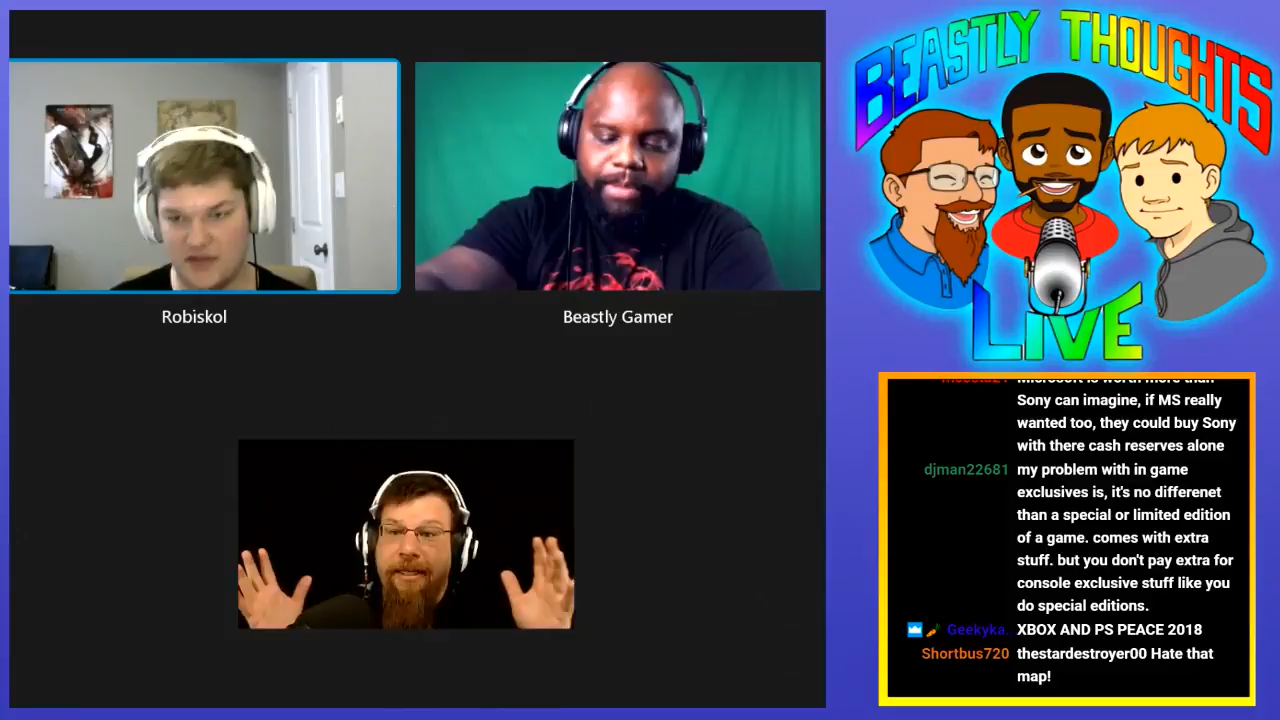 BEASTLY THOUGHTS
LIVE
Robiskol
Beastly Gamer
Microsoft is worth more than
Sony can imagine, if MS really
wanted too, they could buy Sony
with there cash reserves alone
djman22681 my problem with in game
exclusives is, it's no differenet
than a special or limited edition
of a game. comes with extra
stuff. but you don't pay extra for
console exclusive stuff like you
do special editions.
Geekyka. XBOX AND PS PEACE 2018
Shortbus720 thestardestroyer00 Hate that
map!